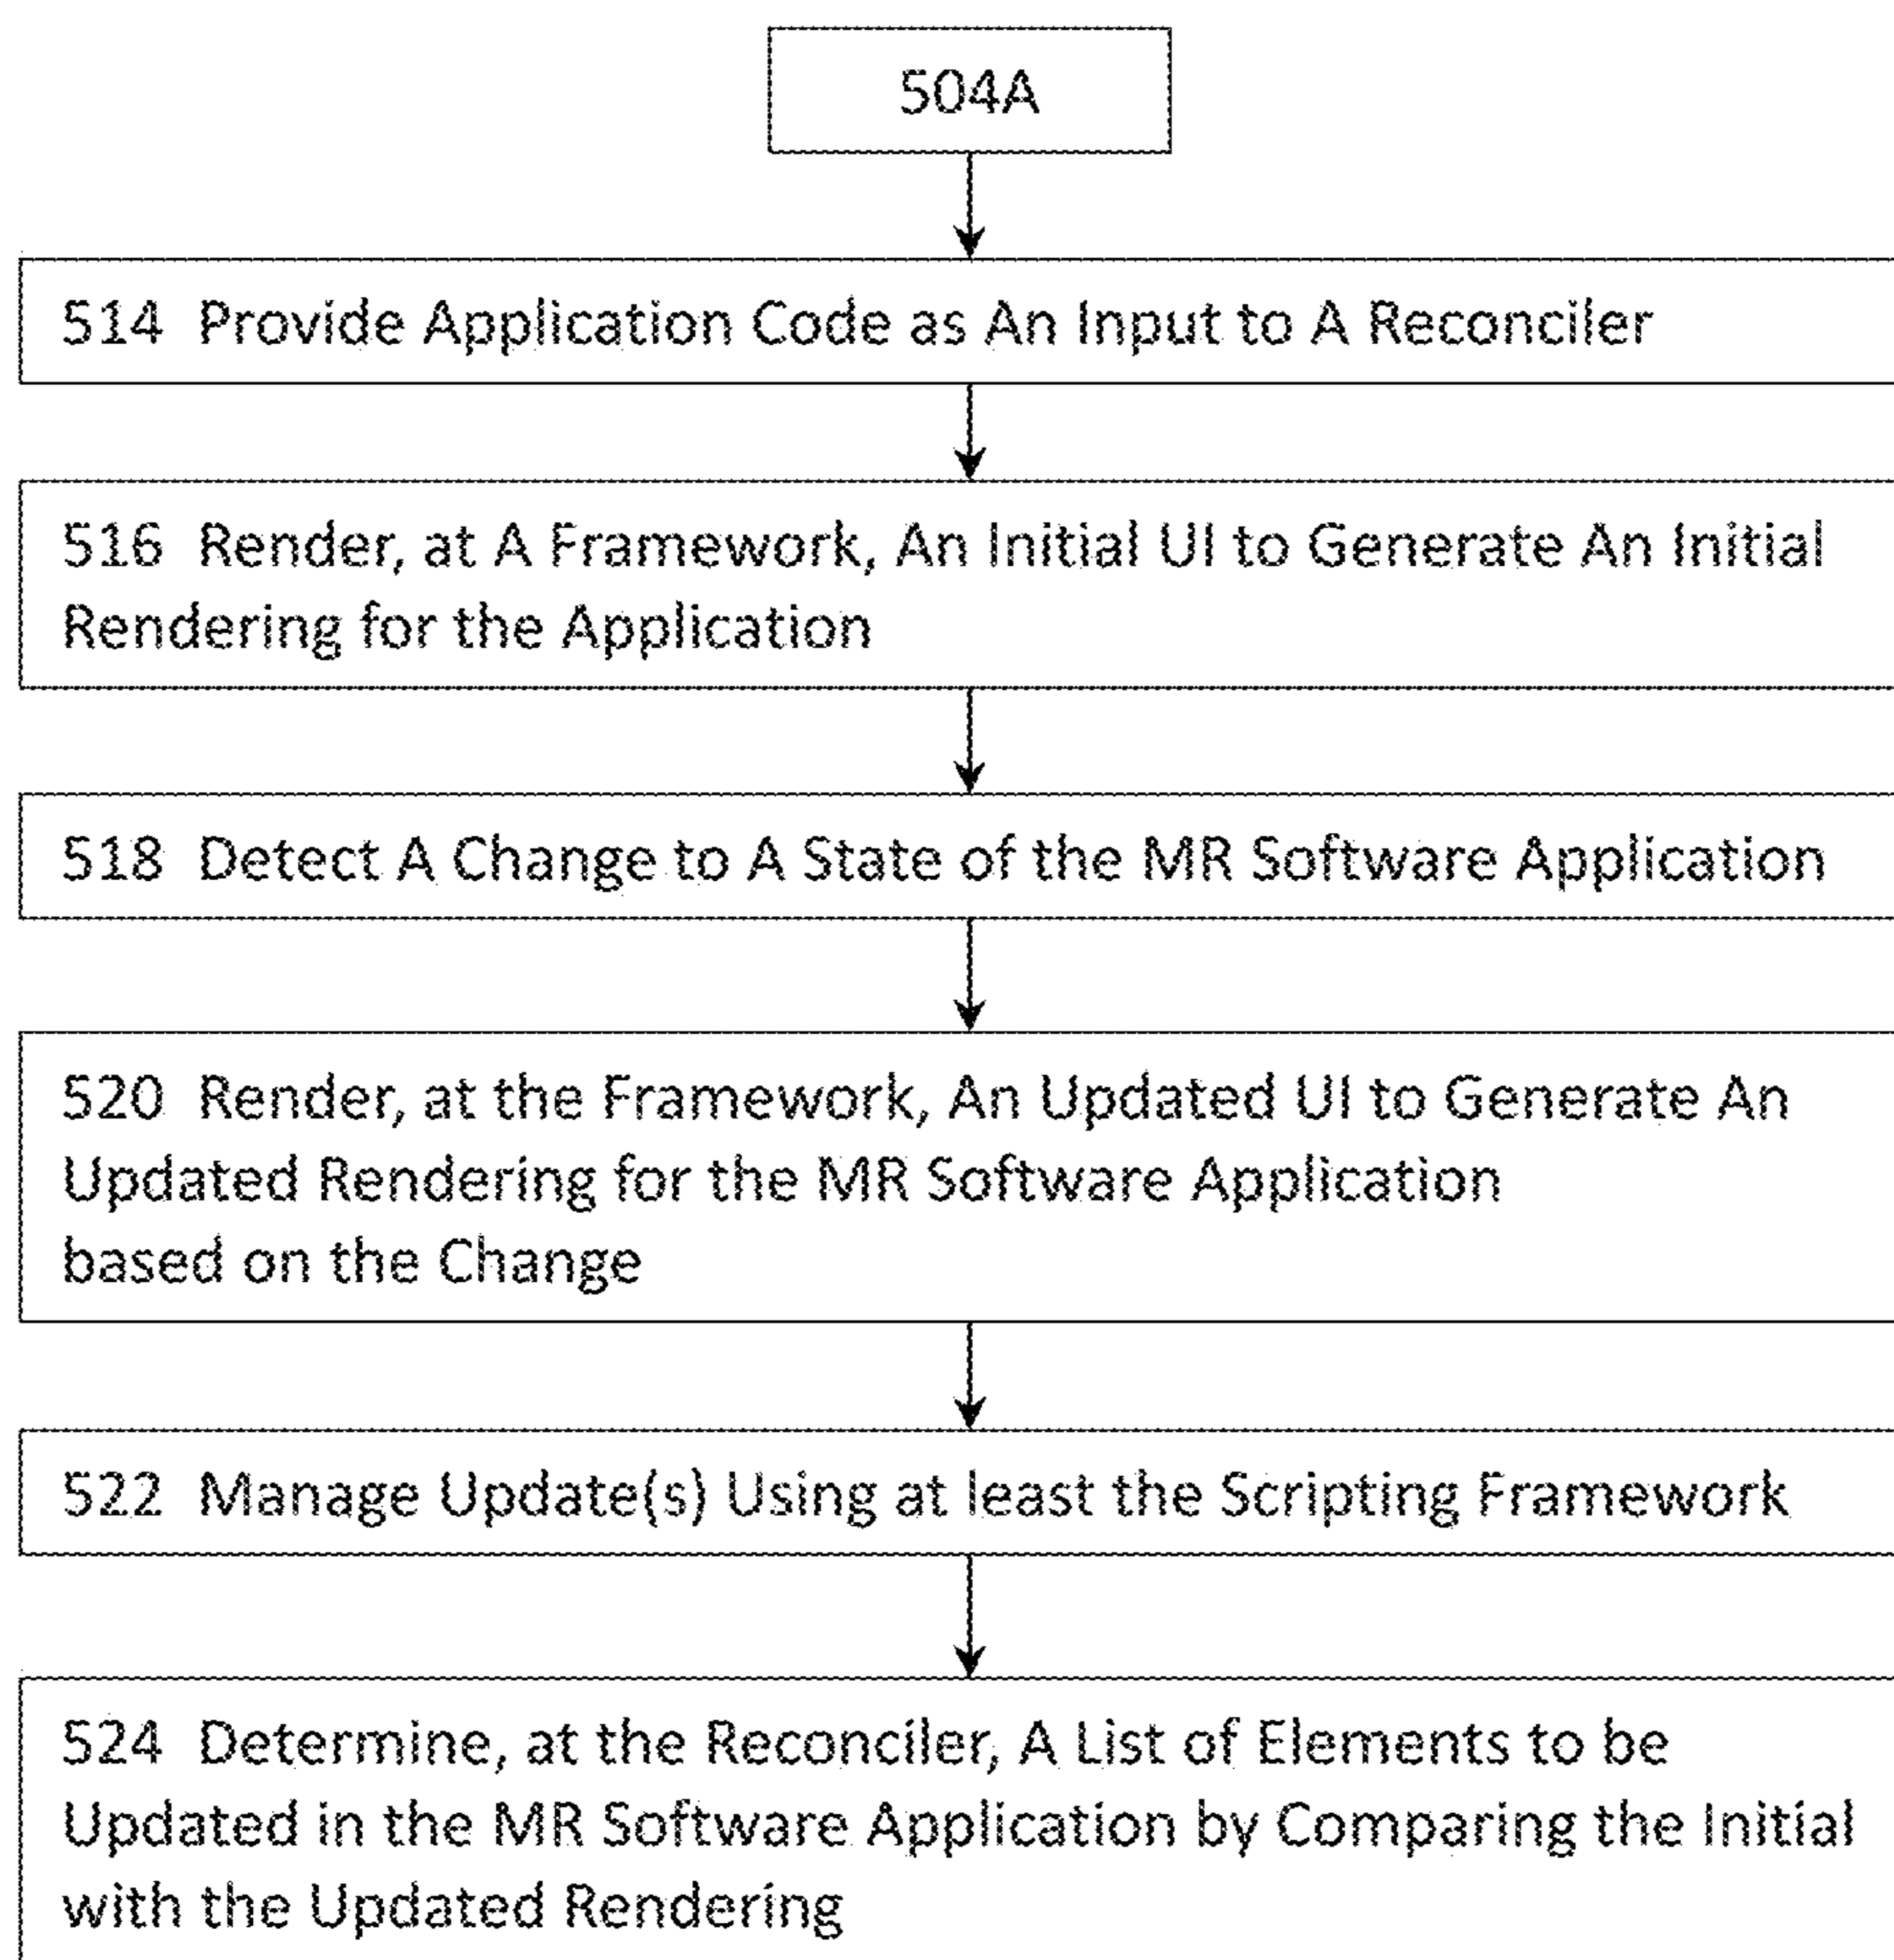 504A
514 Provide Application Code as An Input to A Reconciler
516 Render, at A Framework, An Initial UI to Generate An Initial
Rendering for the Application
518 Detect A Change to A State of the MR Software Application
520 Render, at the Framework, An Updated UI to Generate An
Updated Rendering for the MR Software Application
based on the Change
522 Manage Update(s) Using at least the Scripting Framework
524 Determine, at the Reconciler, A List of Elements to be
Updated in the MR Software Application by Comparing the Initial
with the Updated Rendering